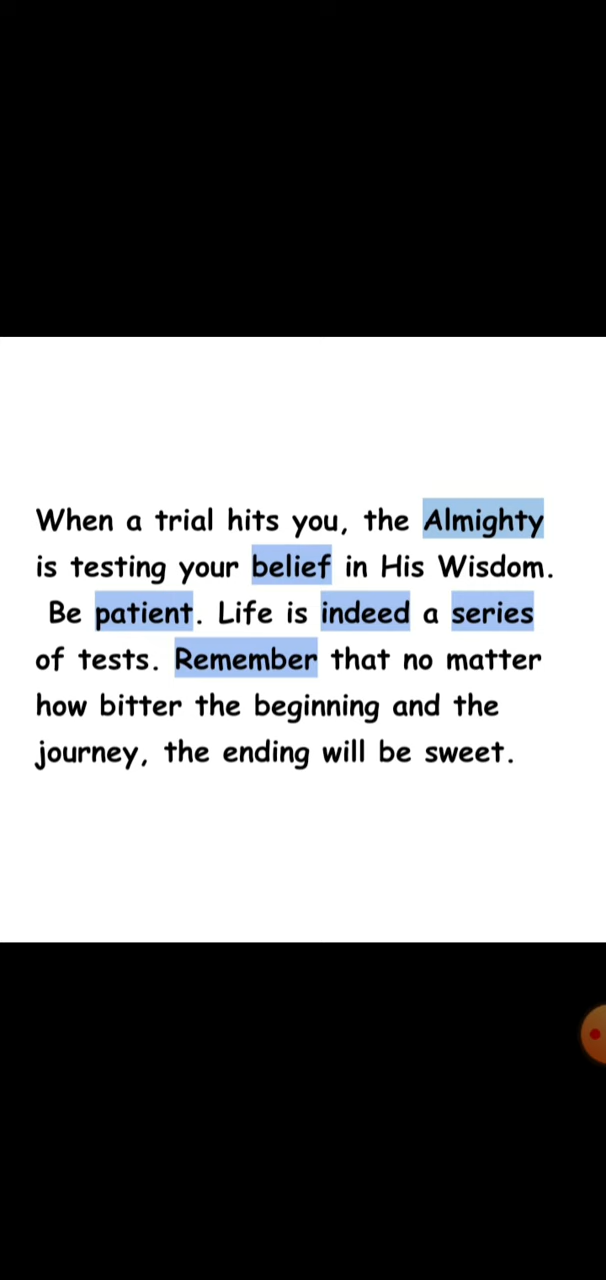 When a trial hits you, the Almighty
is testing your belief in His Wisdom.
Be patient. Life is indeed a series
of tests. Remember that no matter
how bitter the beginning and the
journey, the ending will be sweet.